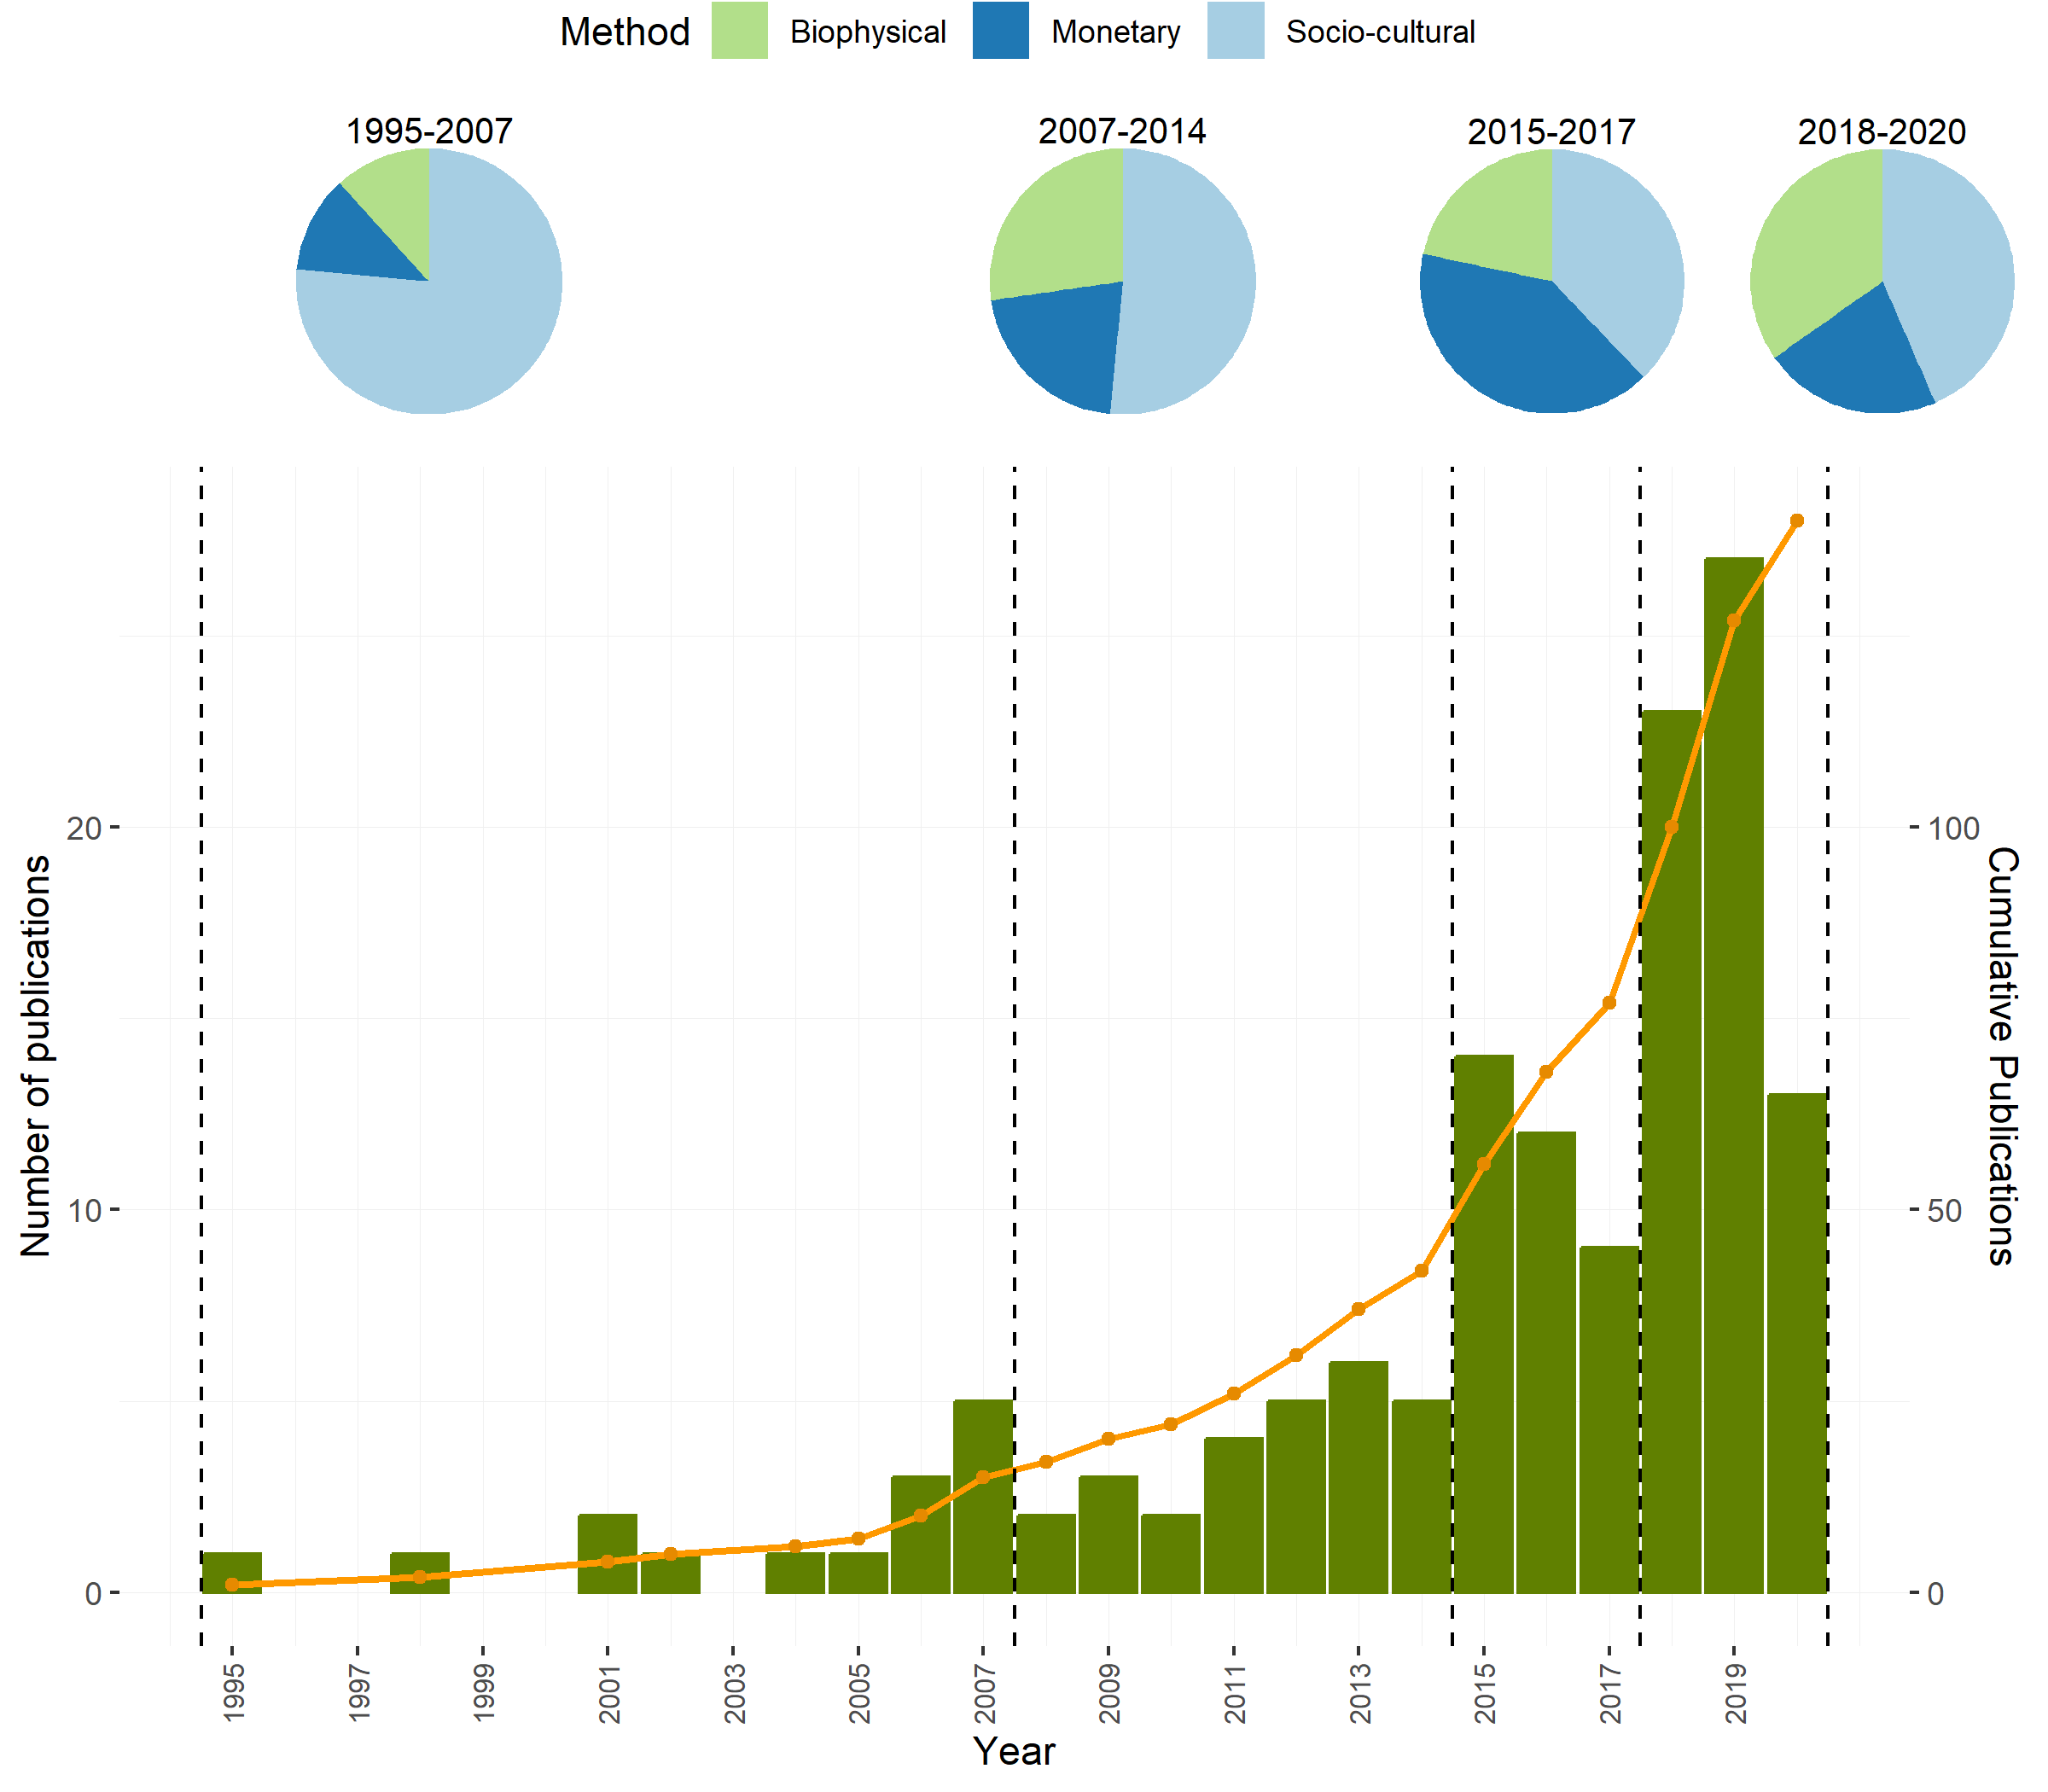 Method Biophysical Monetary Socio-cultural
1995-2007 2007-2014 2015-2017 2018-2020
Number of publications
20
10
0
100
50
0
Cumulative Publications
1995 1997 1999 2001 2003 2005 2007 2009 2011 2013 2015 2017 2019
Year